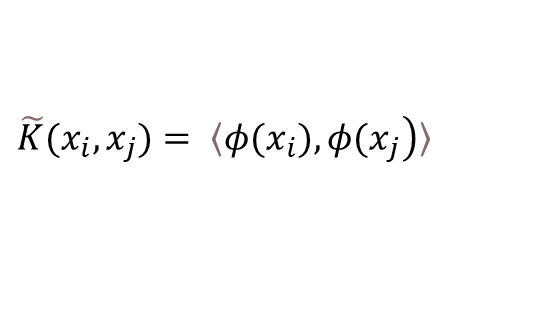 K̃(xᵢ, xⱼ) = ⟨ϕ(xᵢ), ϕ(xⱼ)⟩